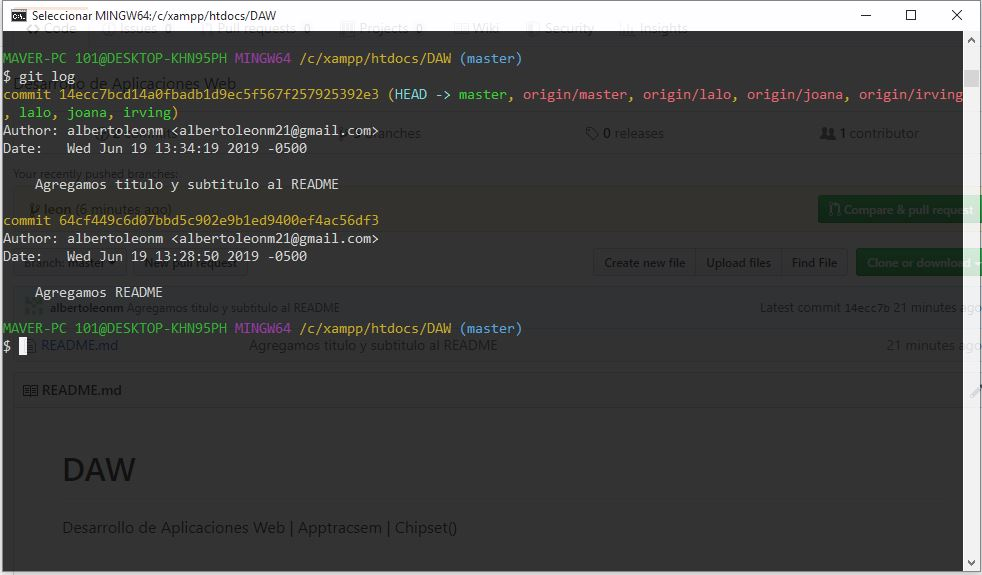 Seleccionar MINGW64:/c/xampp/htdocs/DAW
Code Issues 0 Pull requests 0 Projects 0 Wiki Security Insights
MAVER-PC 101@DESKTOP-KHN95PH MINGW64 /c/xampp/htdocs/DAW (master)
$ git log
Desarrollo de Aplicaciones Web
commit 14ecc7bcd14a0fbadb1d9ec5f567f257925392e3 (HEAD -> master, origin/master, origin/lalo, origin/joana, origin/irving
, lalo, joana, irving)
Author: albertoleonm <albertoleonm21@gmail.com>
branches
0 releases
1 contributor
Date: Wed Jun 19 13:34:19 2019 -0500
Your recently pushed branches:
Agregamos titulo y subtitulo al README
leon (6 minutes ago)
Compare & pull request
commit 64cf449c6d07bbd5c902e9b1ed9400ef4ac56df3
Author: albertoleonm <albertoleonm21@gmail.com>
Date: Wed Jun 19 13:28:50 2019 -0500
Branch: master New pull request
Create new file Upload files Find File Clone or download
Agregamos README
albertoleonm Agregamos titulo y subtitulo al README
Latest commit 14ecc7b 21 minutes ago
MAVER-PC 101@DESKTOP-KHN95PH MINGW64 /c/xampp/htdocs/DAW (master)
$
README.md Agregamos titulo y subtitulo al README 21 minutes ago
README.md
DAW
Desarrollo de Aplicaciones Web | Apptracsem | Chipset()